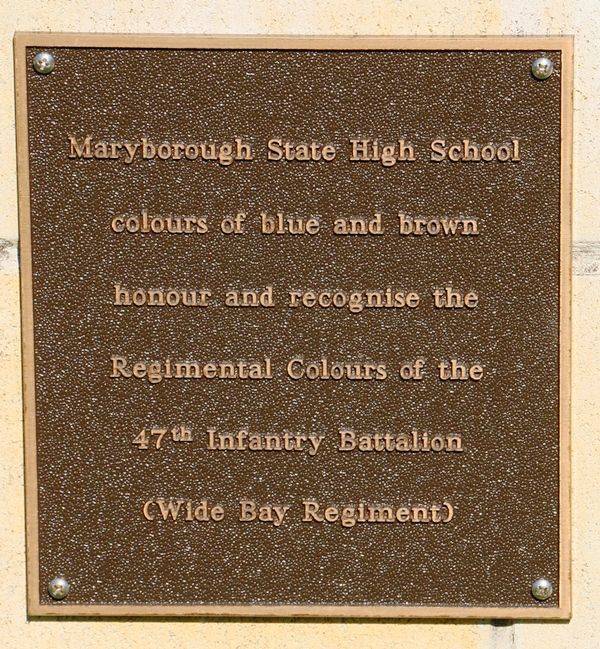 Maryborough State High School
colours of blue and brown
honour and recognise the
Regimental Colours of the
47th Infantry Battalion
(Wide Bay Regiment)